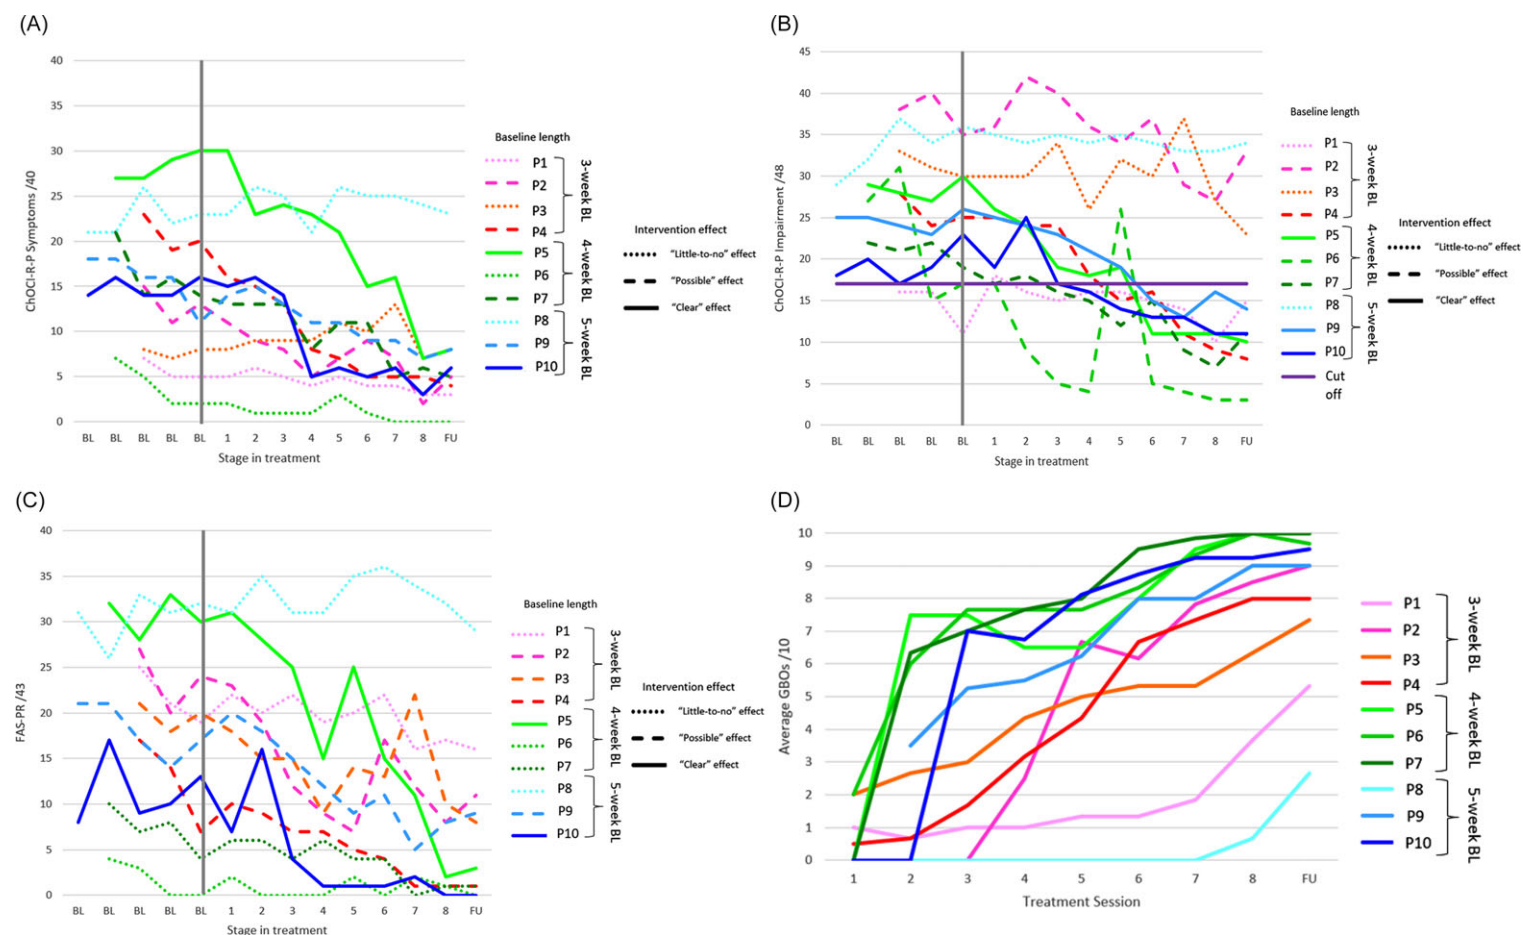 (A)
ChOCI-R-P Symptoms /40
40
35
30
25
20
15
10
5
0
BL BL BL BL BL 1 2 3 4 5 6 7 8 FU
Stage in treatment
Baseline length
P1
P2
P3
P4
P5
P6
P7
P8
P9
P10
3-week BL
4-week BL
5-week BL
Intervention effect
"Little-to-no" effect
"Possible" effect
"Clear" effect
(B)
ChOCI-R-P Impairment /48
45
40
35
30
25
20
15
10
5
0
BL BL BL BL BL 1 2 3 4 5 6 7 8 FU
Stage in treatment
Baseline length
P1
P2
P3
P4
P5
P6
P7
P8
P9
P10
Cut
off
3-week BL
4-week BL
5-week BL
Intervention effect
"Little-to-no" effect
"Possible" effect
"Clear" effect
(C)
FAS-PR /43
40
35
30
25
20
15
10
5
0
BL BL BL BL BL 1 2 3 4 5 6 7 8 FU
Stage in treatment
Baseline length
P1
P2
P3
P4
P5
P6
P7
P8
P9
P10
3-week BL
4-week BL
5-week BL
Intervention effect
"Little-to-no" effect
"Possible" effect
"Clear" effect
(D)
Average GBOs /10
10
9
8
7
6
5
4
3
2
1
0
1 2 3 4 5 6 7 8 FU
Treatment Session
P1
P2
P3
P4
P5
P6
P7
P8
P9
P10
3-week BL
4-week BL
5-week BL